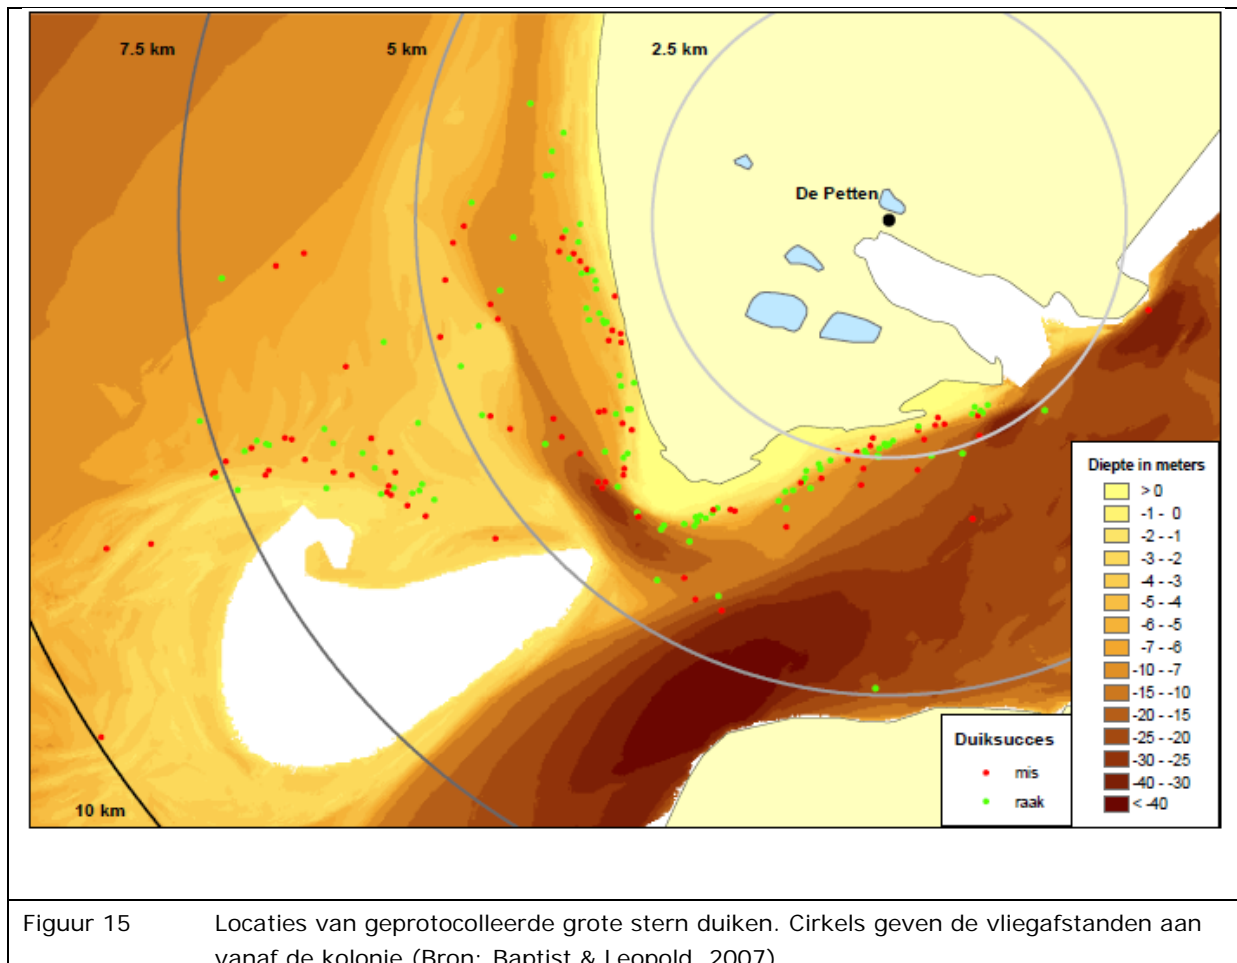 7.5 km
5 km
2.5 km
De Petten
10 km
Diepte in meters
> 0
-1 - 0
-2 - -1
-3 - -2
-4 - -3
-5 - -4
-6 - -5
-7 - -6
-10 - -7
-15 - -10
-20 - -15
-25 - -20
-30 - -25
-40 - -30
< -40
Duiksucces
mis
raak
Figuur 15 Locaties van geprotocolleerde grote stern duiken. Cirkels geven de vliegafstanden aan
vanaf de kolonie (Bron: Baptist & Leopold, 2007)